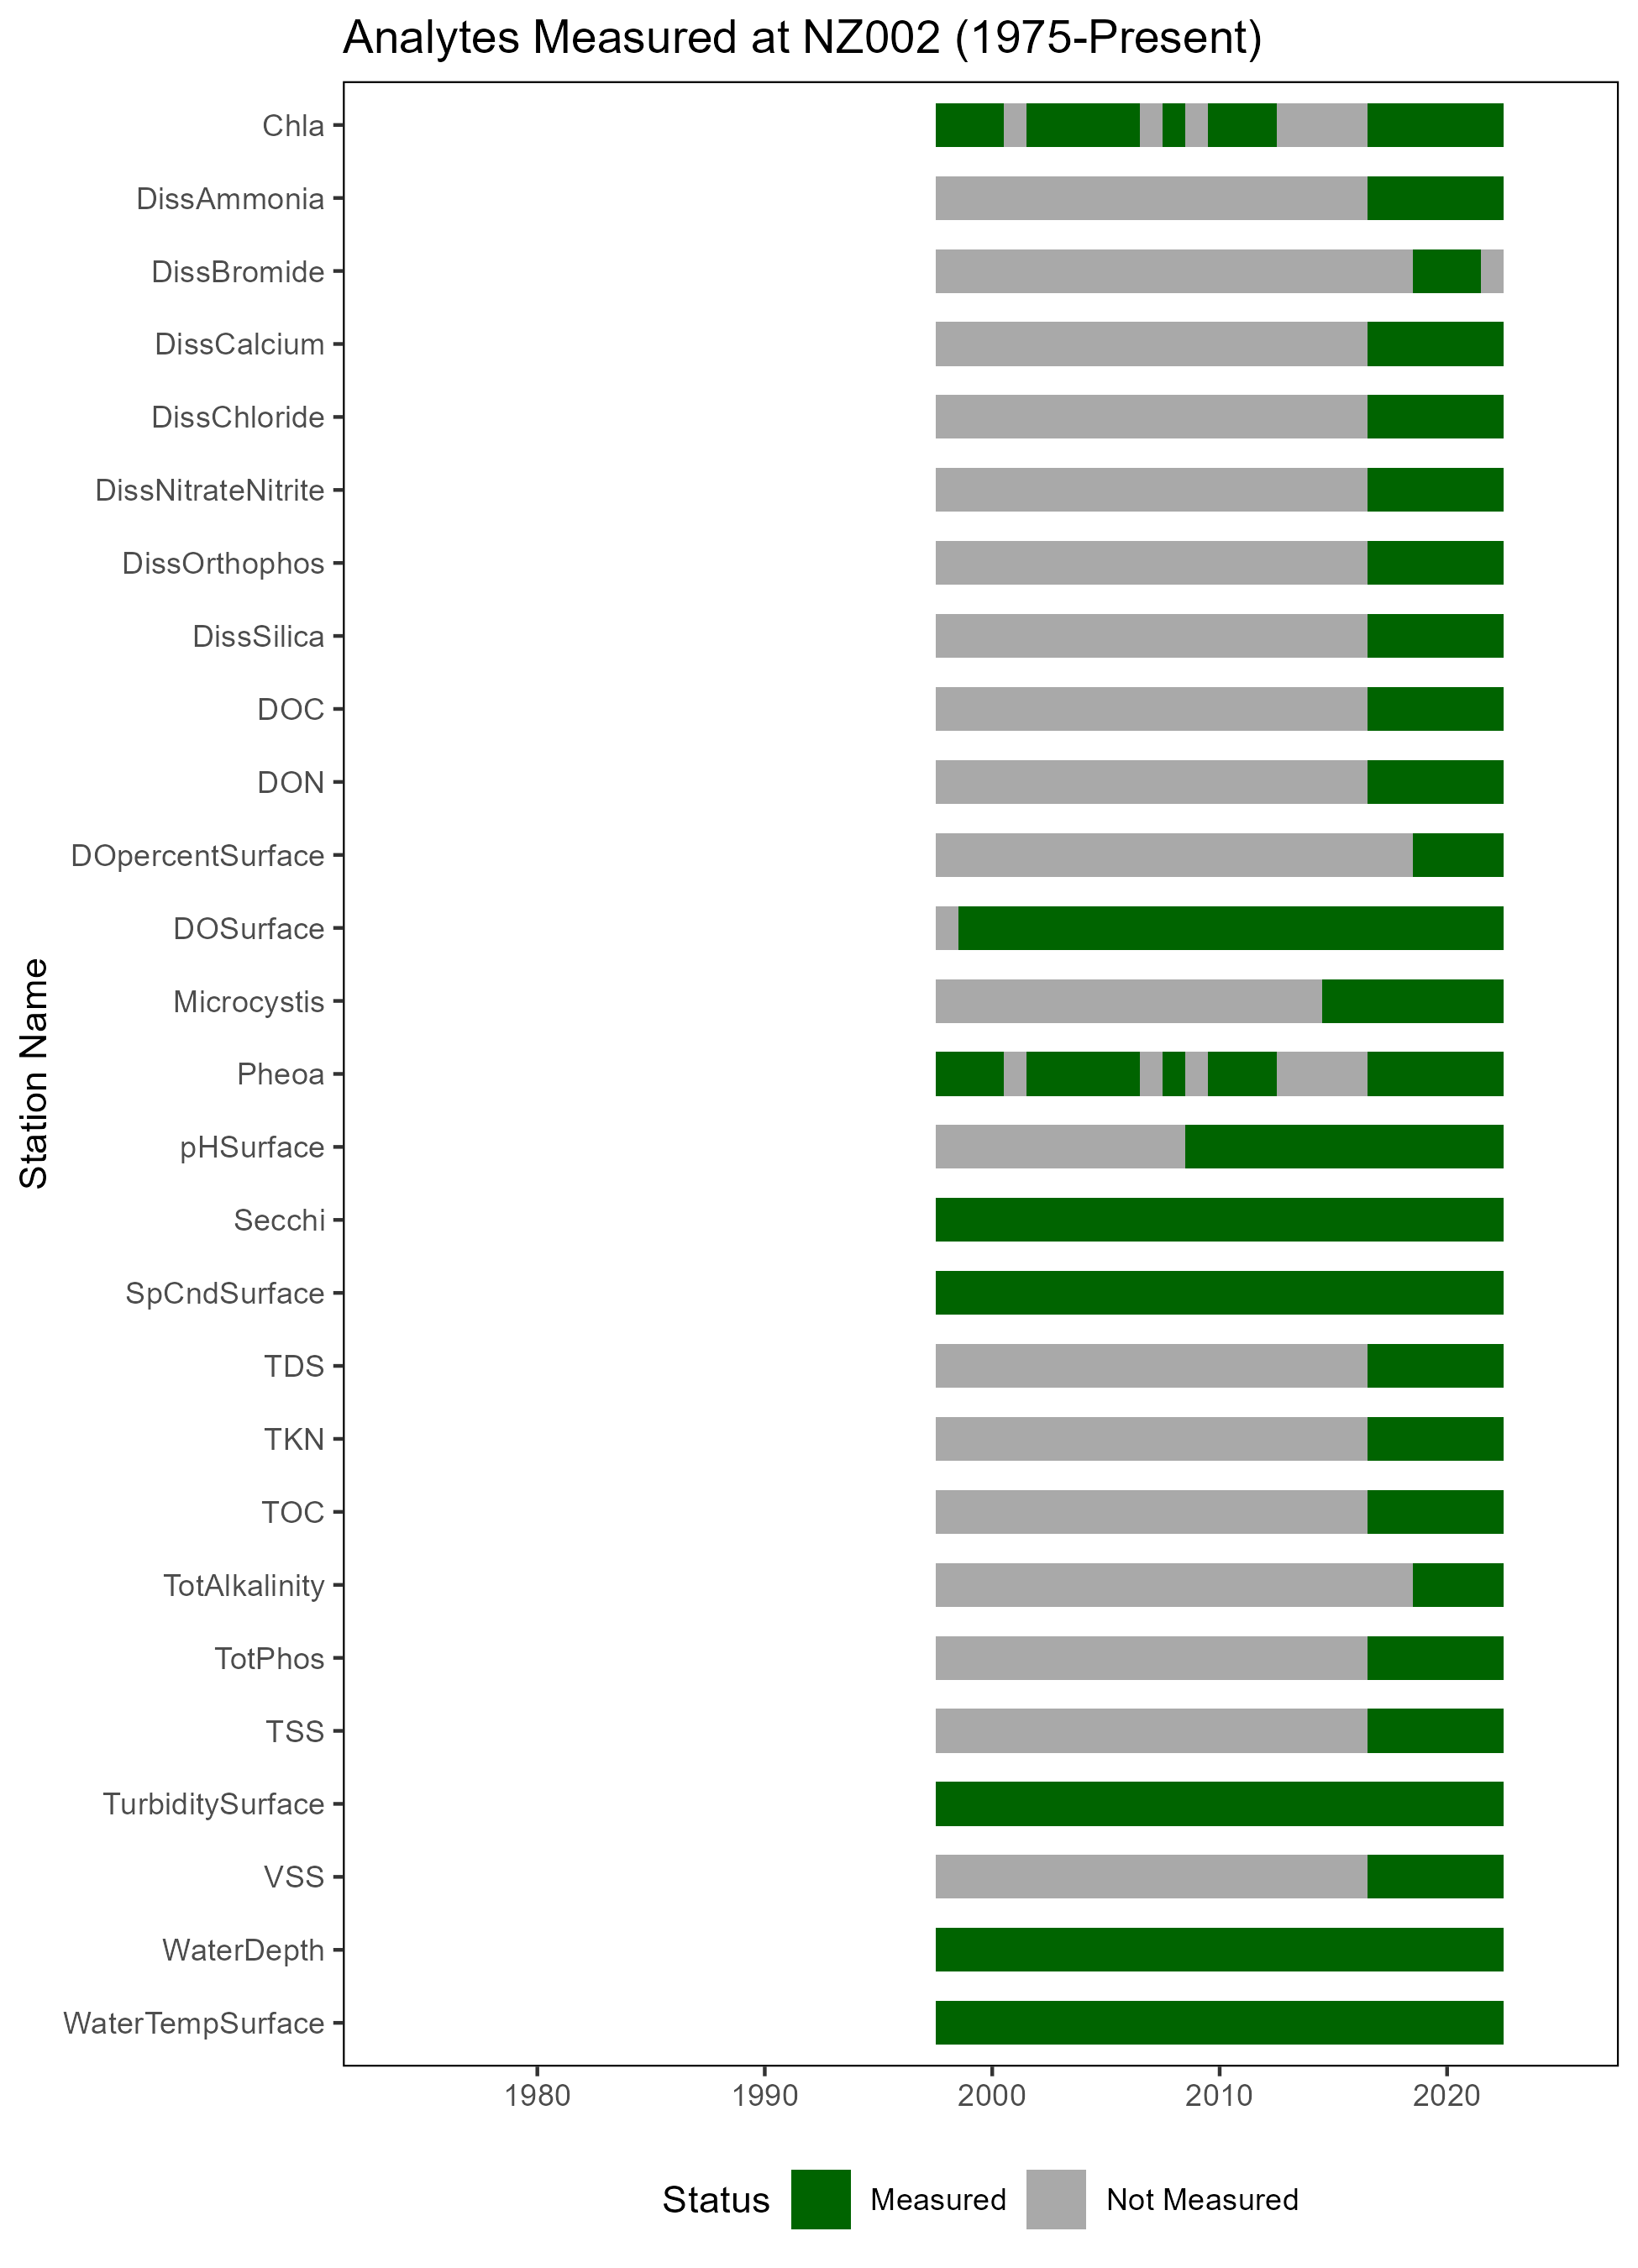 Analytes Measured at NZ002 (1975-Present)
Station Name
Chla
DissAmmonia
DissBromide
DissCalcium
DissChloride
DissNitrateNitrite
DissOrthophos
DissSilica
DOC
DON
DOpercentSurface
DOSurface
Microcystis
Pheoa
pHSurface
Secchi
SpCndSurface
TDS
TKN
TOC
TotAlkalinity
TotPhos
TSS
TurbiditySurface
VSS
WaterDepth
WaterTempSurface
1980 1990 2000 2010 2020
Status Measured Not Measured